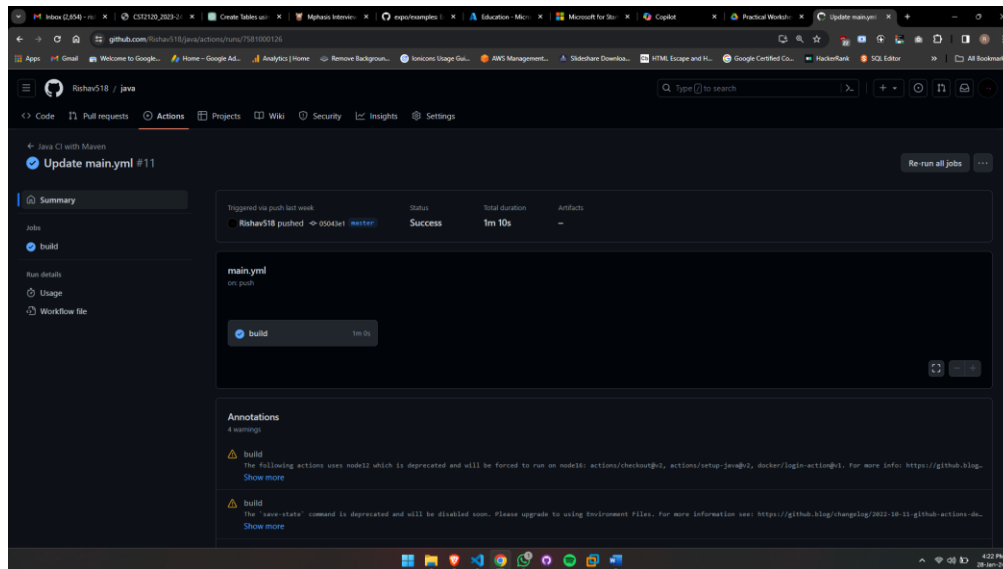 Inbox (2,654) - ris
CST2120_2023-24
Create Tables usin
Mphasis Interview
expo/examples:
Education - Micro
Microsoft for Star
Copilot
Practical Worksh
Update main.yml
github.com/Rishav518/java/actions/runs/7581000126
Apps
Gmail
Welcome to Google...
Home – Google Ad...
Analytics | Home
Remove Backgroun...
Ionicons Usage Gui...
AWS Management...
Slideshare Downloa...
HTML Escape and H...
Google Certified Co...
HackerRank
SQL Editor
»
All Bookmar
Rishav518 / java
Type / to search
Code
Pull requests
Actions
Projects
Wiki
Security
Insights
Settings
← Java CI with Maven
Update main.yml #11
Re-run all jobs
Summary
Jobs
build
Run details
Usage
Workflow file
Triggered via push last week
Rishav518 pushed 05043e1 master
Status
Success
Total duration
1m 10s
Artifacts
–
main.yml
on: push
build 1m 0s
Annotations
4 warnings
build
The following actions uses node12 which is deprecated and will be forced to run on node16: actions/checkout@v2, actions/setup-java@v2, docker/login-action@v1. For more info: https://github.blog…
Show more
build
The `save-state` command is deprecated and will be disabled soon. Please upgrade to using Environment Files. For more information see: https://github.blog/changelog/2022-10-11-github-actions-de…
Show more
4:22 PM